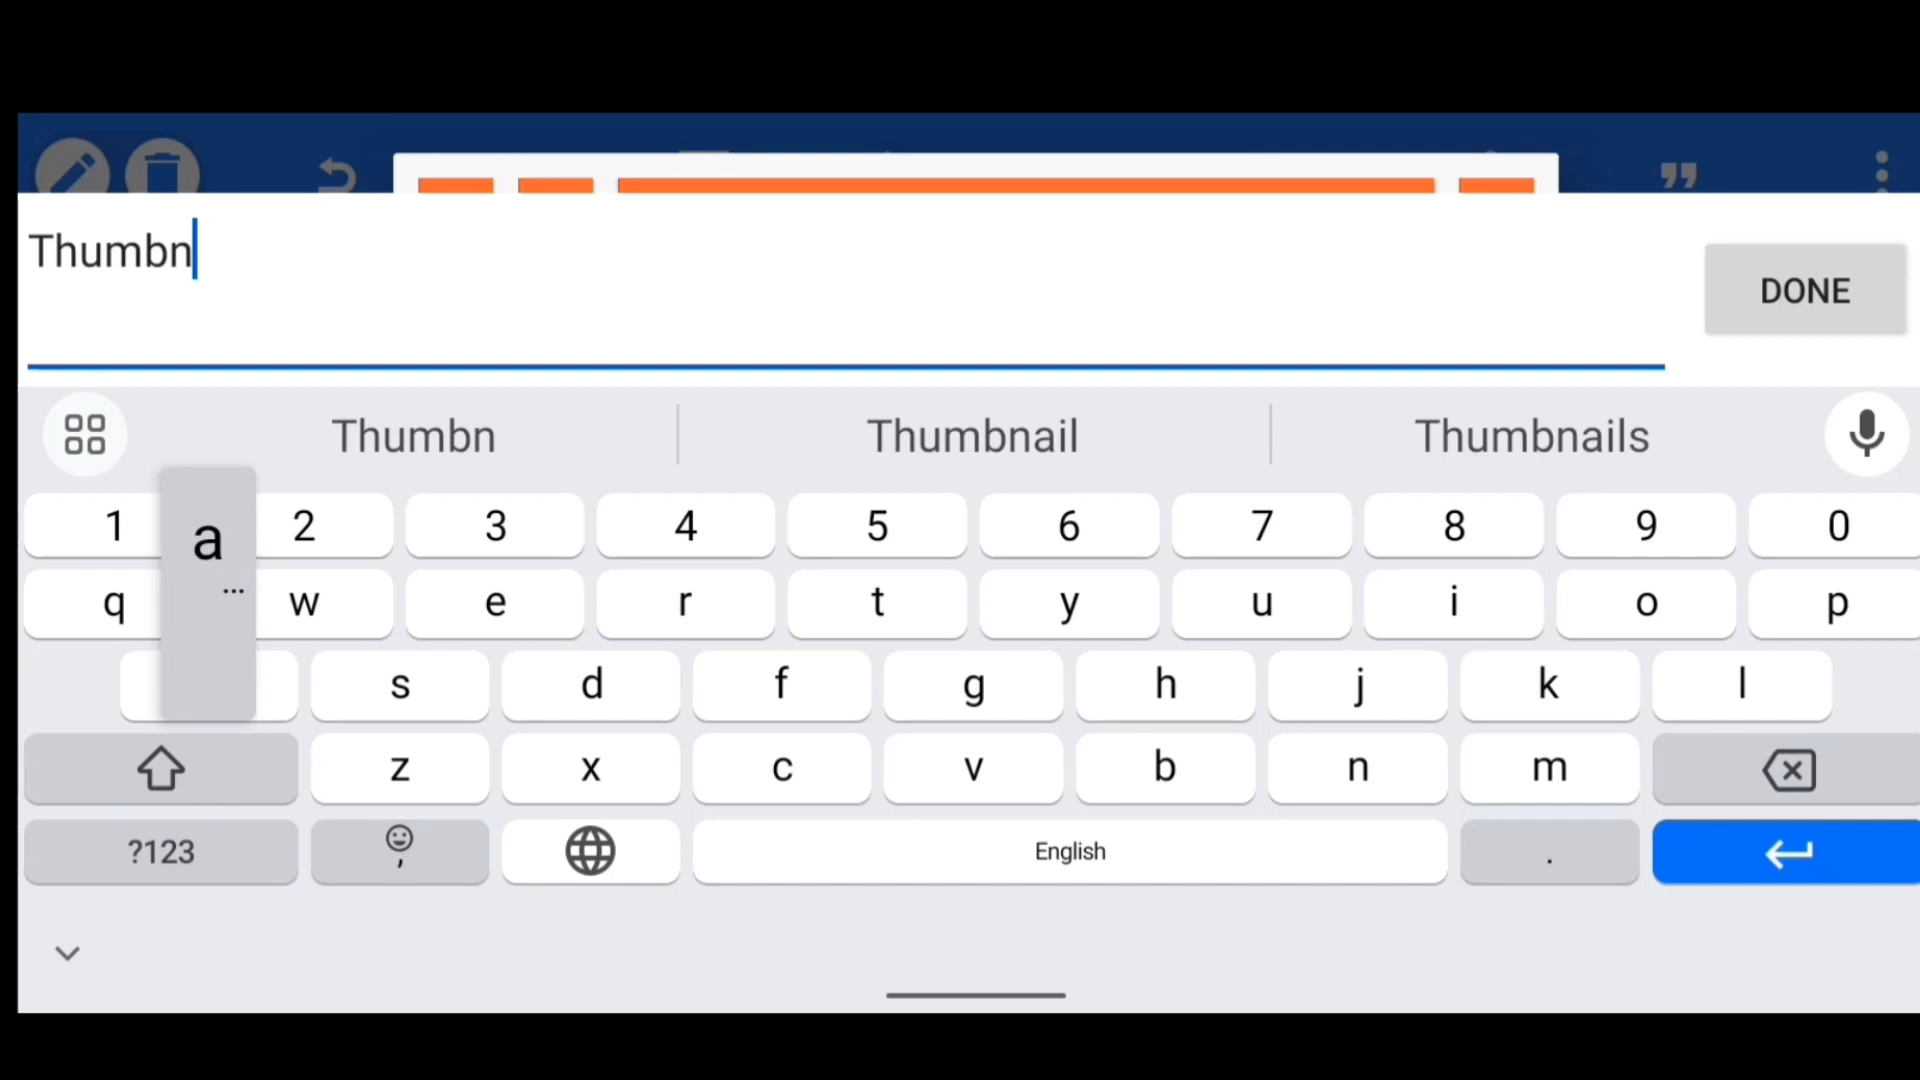 Thumbn
DONE
Thumbn Thumbnail Thumbnails
1 2 3 4 5 6 7 8 9 0
a
q w e r t y u i o p
s d f g h j k l
z x c v b n m
?123 , English .